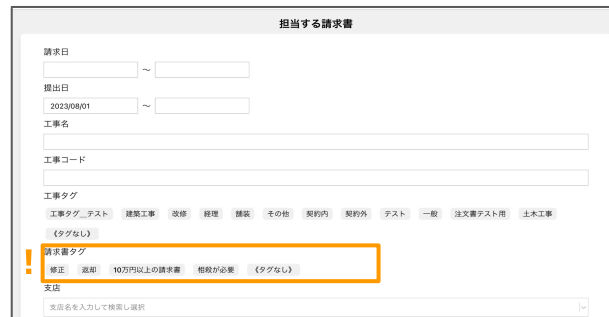 担当する請求書
請求日
～
提出日
2023/08/01 ～
工事名
工事コード
工事タグ
工事タグ__テスト 建築工事 改修 経理 舗装 その他 契約内 契約外 テスト 一般 注文書テスト用 土木工事
《タグなし》
! 請求書タグ
修正 返却 10万円以上の請求書 相殺が必要 《タグなし》
支店
支店名を入力して検索し選択